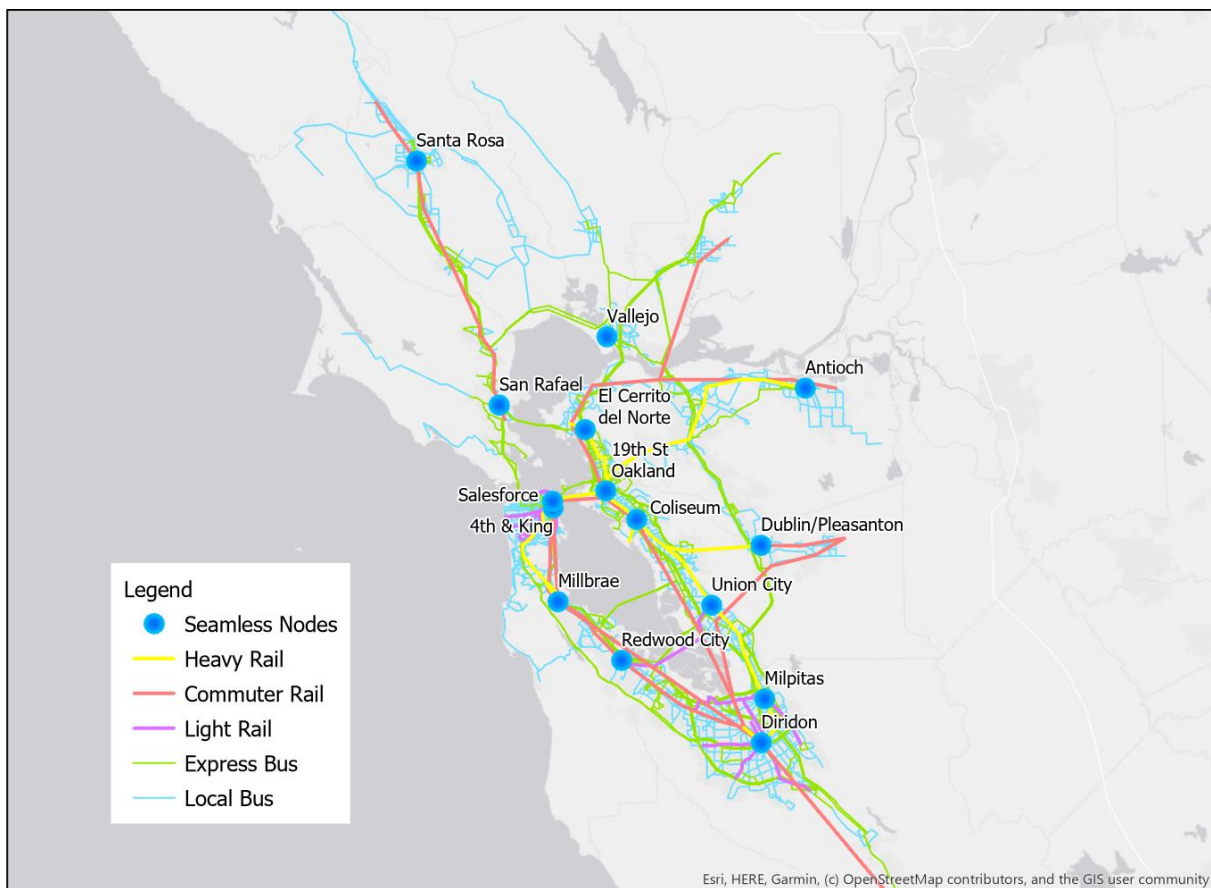 Santa Rosa
Vallejo
Antioch
San Rafael
El Cerrito
del Norte
19th St
Oakland
Salesforce
Coliseum
4th & King
Dublin/Pleasanton
Millbrae
Union City
Redwood City
Milpitas
Diridon
Legend
Seamless Nodes
Heavy Rail
Commuter Rail
Light Rail
Express Bus
Local Bus
Esri, HERE, Garmin, (c) OpenStreetMap contributors, and the GIS user community